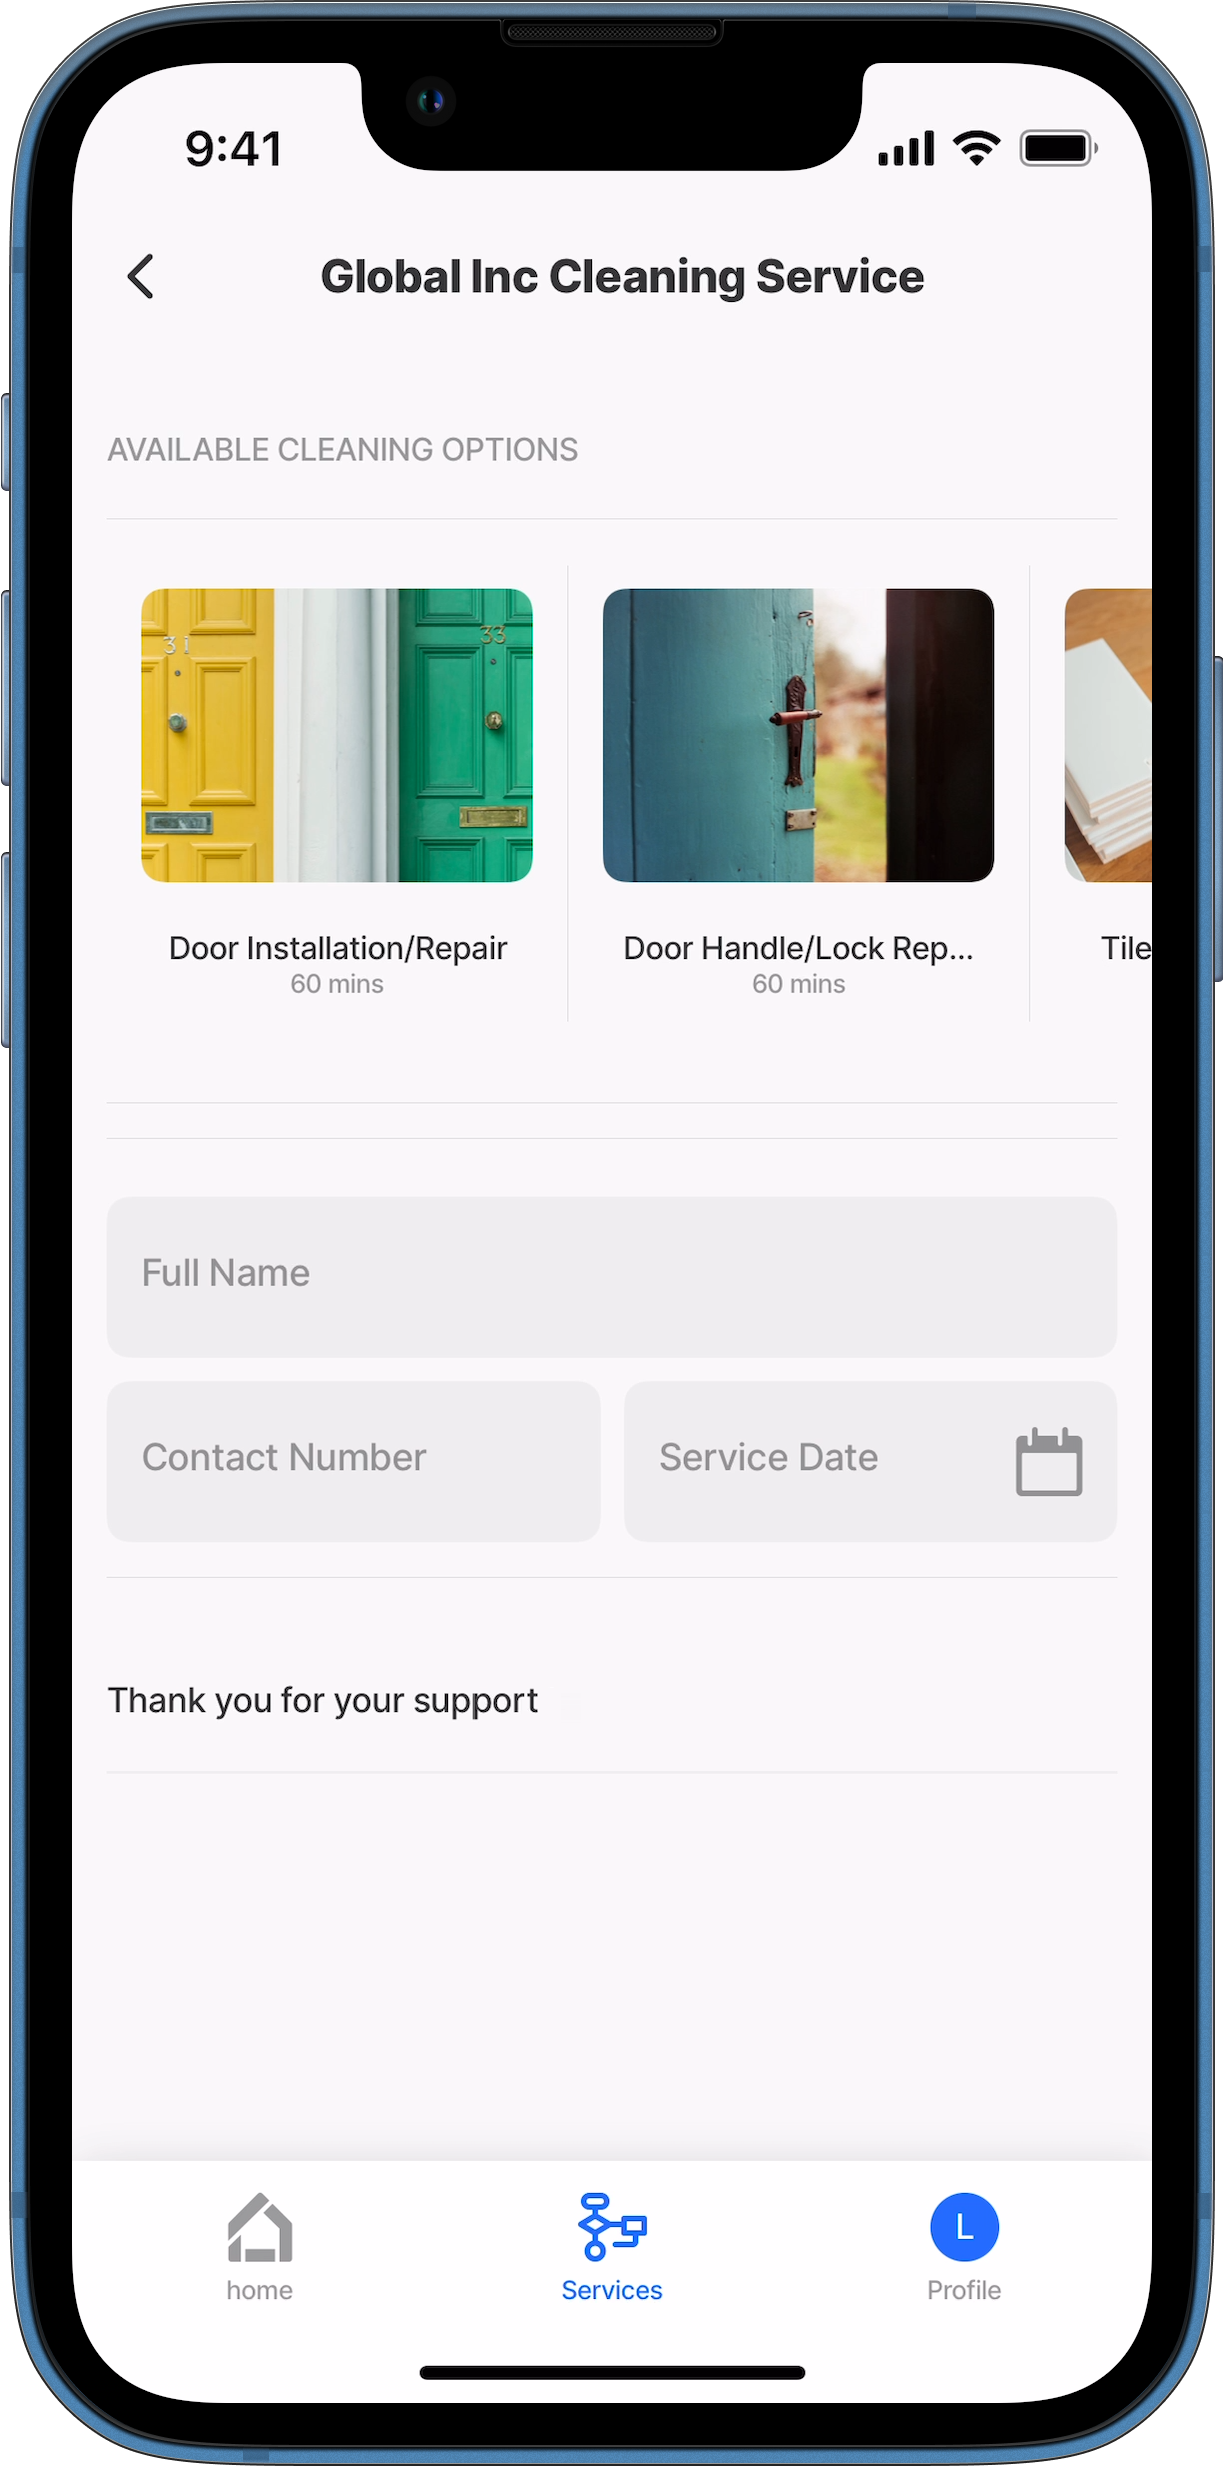 9:41
Global Inc Cleaning Service
AVAILABLE CLEANING OPTIONS
31
33
Door Installation/Repair
60 mins
Door Handle/Lock Rep...
60 mins
Tile
Full Name
Contact Number
Service Date
Thank you for your support
home
Services
L
Profile